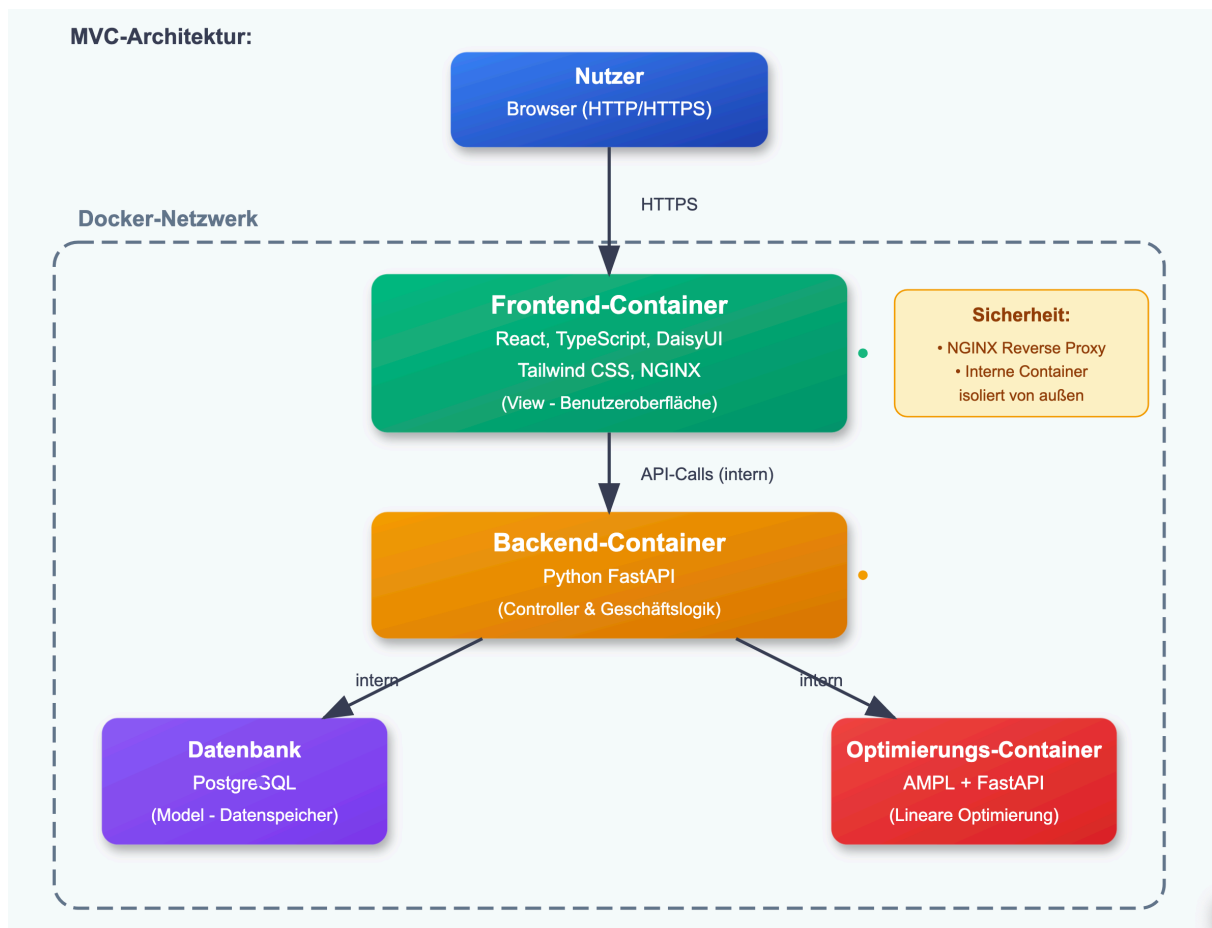 MVC-Architektur:
Nutzer
Browser (HTTP/HTTPS)
HTTPS
Docker-Netzwerk
Frontend-Container
React, TypeScript, DaisyUI
Tailwind CSS, NGINX
(View - Benutzeroberfläche)
Sicherheit:
• NGINX Reverse Proxy
• Interne Container
isoliert von außen
API-Calls (intern)
Backend-Container
Python FastAPI
(Controller & Geschäftslogik)
intern
intern
Datenbank
PostgreSQL
(Model - Datenspeicher)
Optimierungs-Container
AMPL + FastAPI
(Lineare Optimierung)